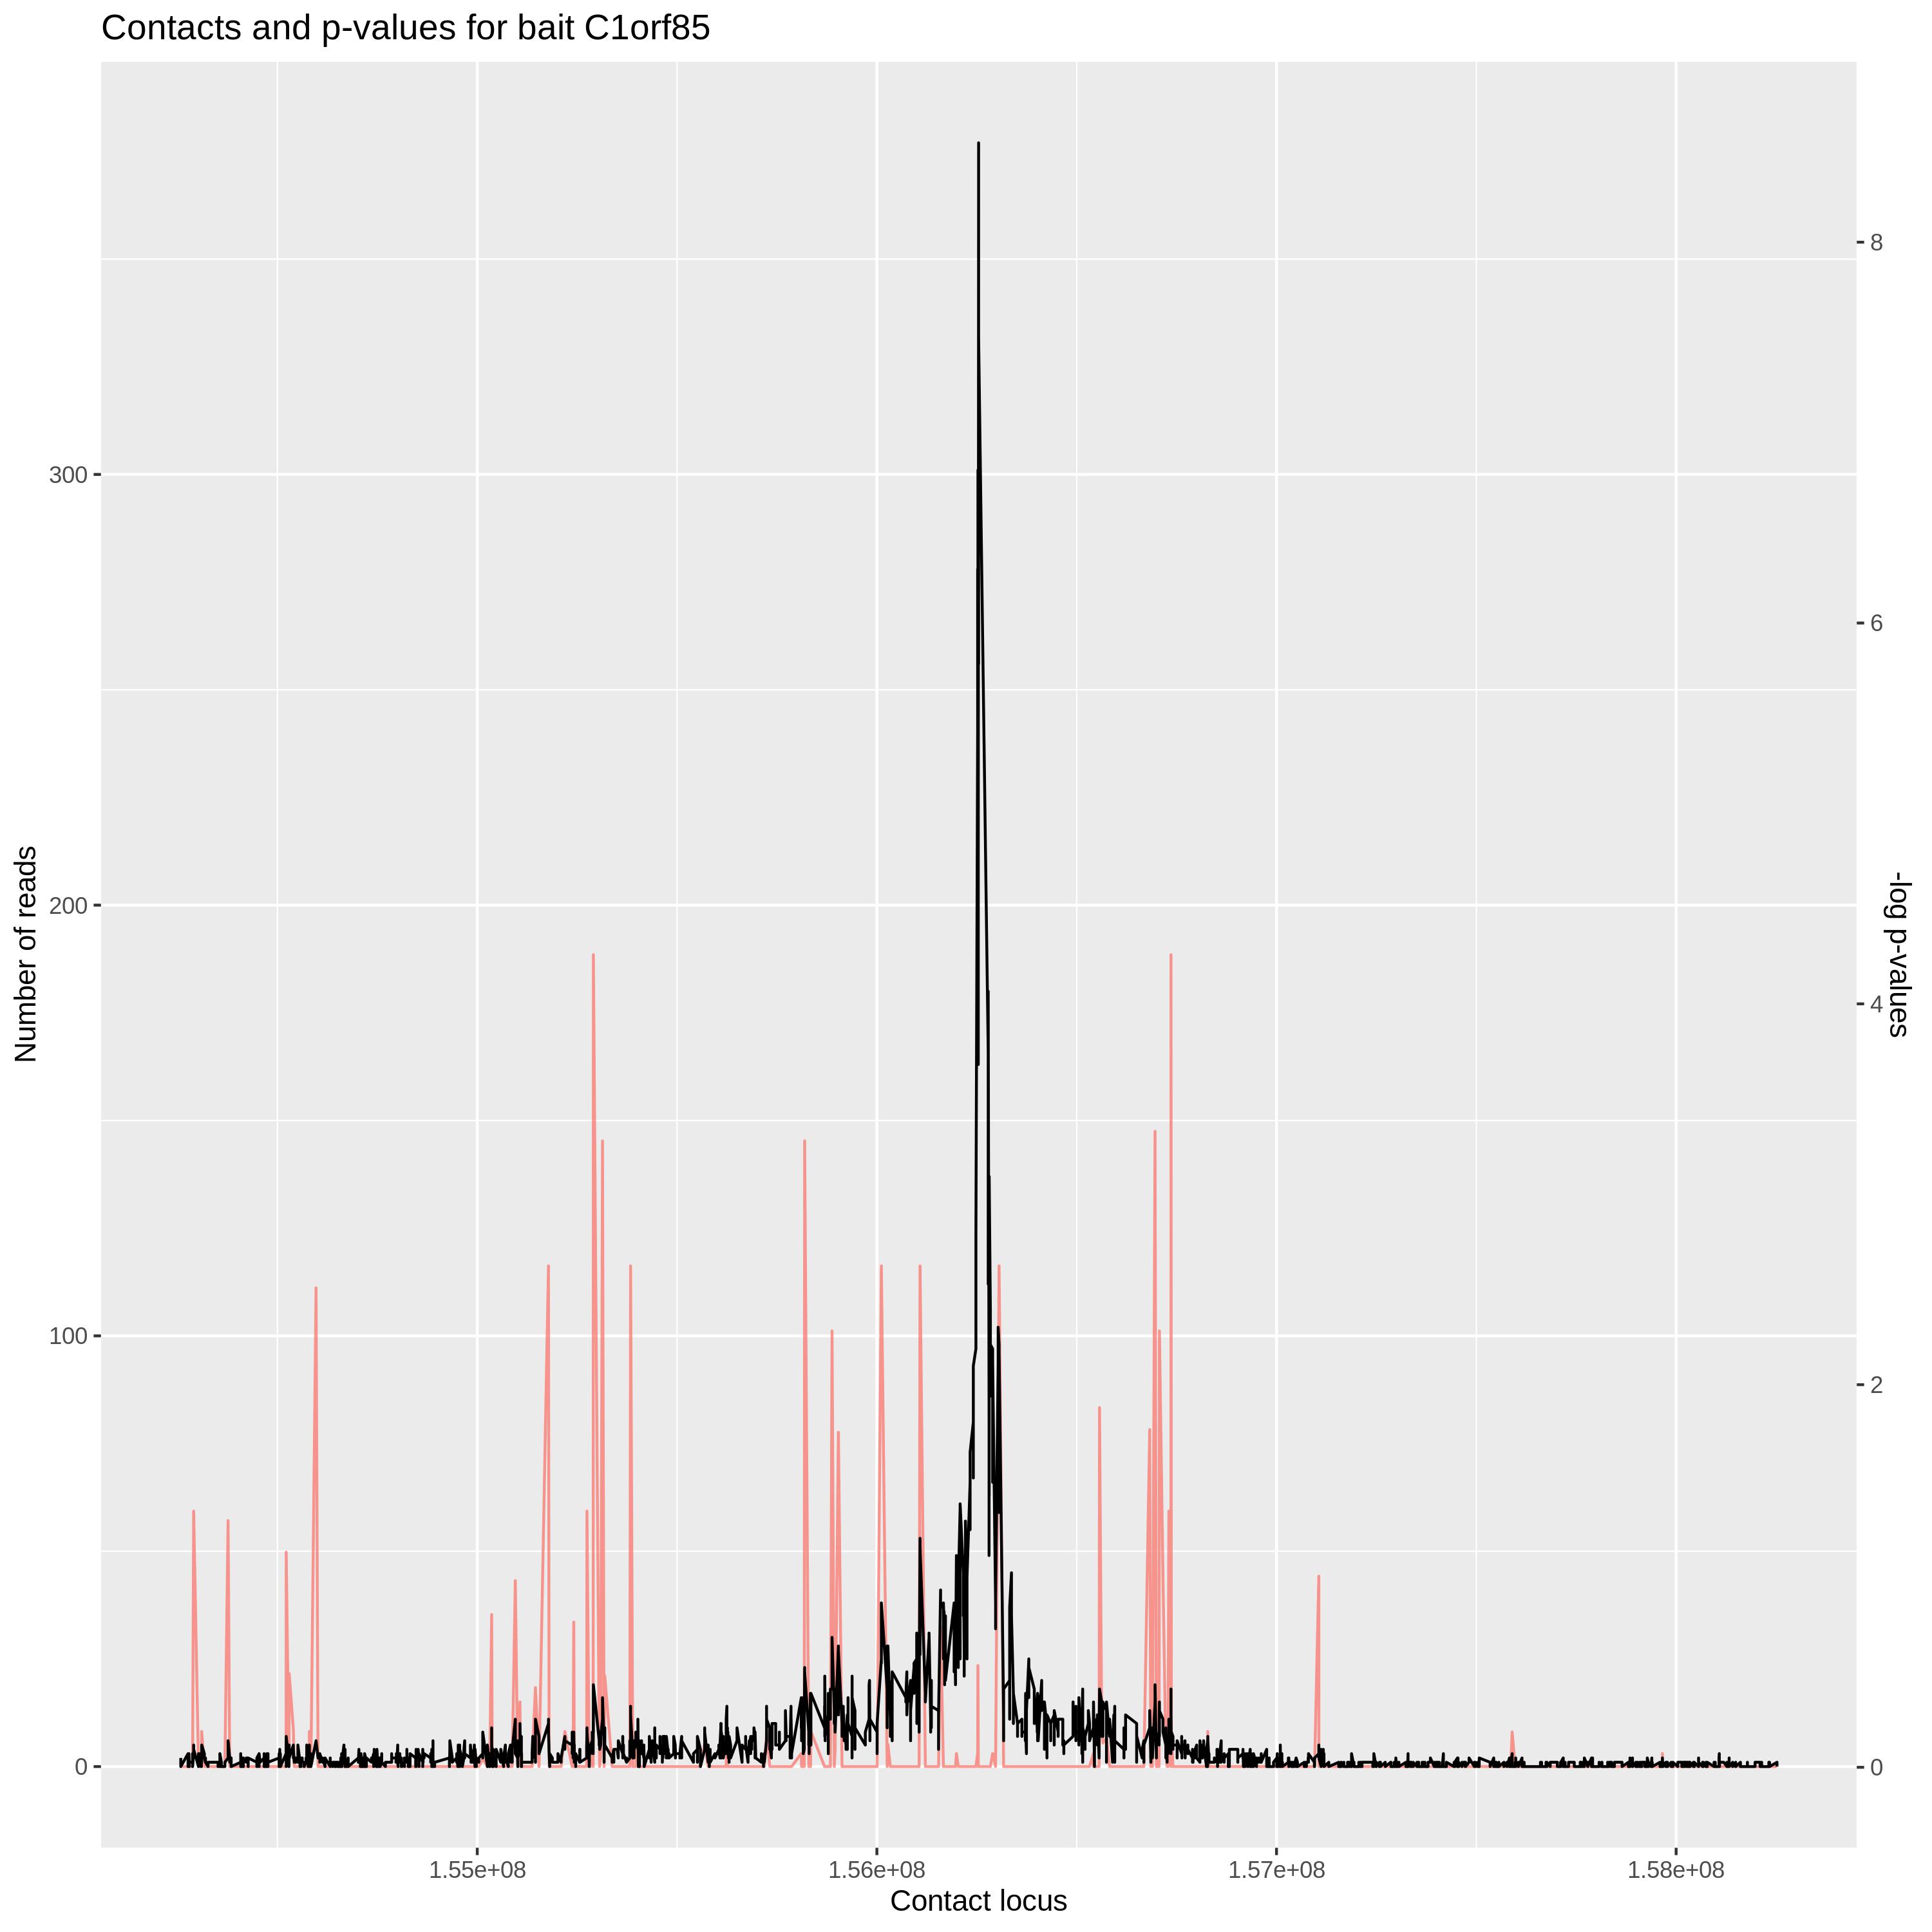 Contacts and p-values for bait C1orf85
Number of reads
300
200
100
0
8
6
4
2
0
-log p-values
1.55e+08
1.56e+08
1.57e+08
1.58e+08
Contact locus